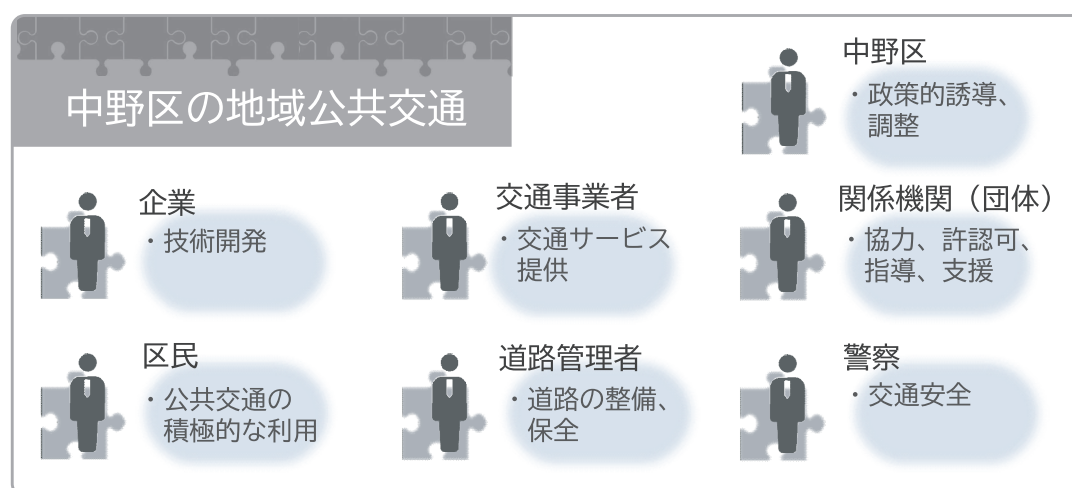 中野区の地域公共交通
中野区
・政策的誘導、
調整
企業
・技術開発
交通事業者
・交通サービス
提供
関係機関（団体）
・協力、許認可、
指導、支援
区民
・公共交通の
積極的な利用
道路管理者
・道路の整備、
保全
警察
・交通安全